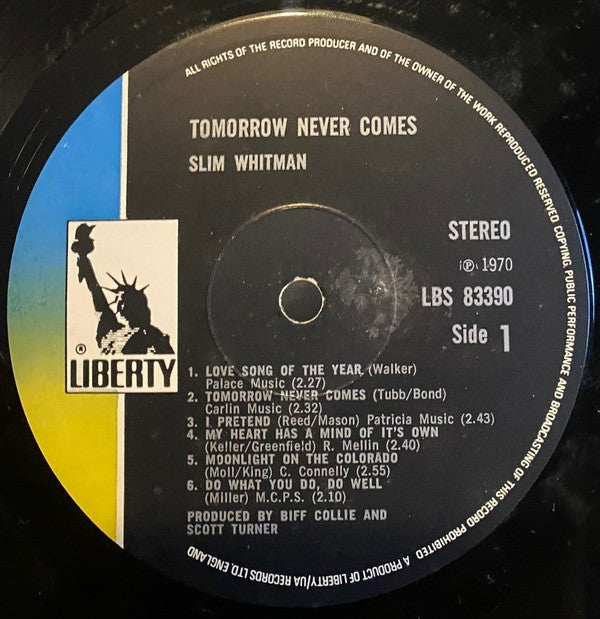 ALL RIGHTS OF THE RECORD PRODUCER AND OF THE OWNER OF THE WORK REPRODUCED RESERVED COPYING, PUBLIC PERFORMANCE AND BROADCASTING OF THIS RECORD PROHIBITED. A PRODUCT OF LIBERTY/UA RECORDS LTD. ENGLAND
TOMORROW NEVER COMES
SLIM WHITMAN
STEREO
℗ 1970
LBS 83390
Side 1
®
LIBERTY
1. LOVE SONG OF THE YEAR (Walker)
Palace Music (2.27)
2. TOMORROW NEVER COMES (Tubb/Bond)
Carlin Music (2.32)
3. I PRETEND (Reed/Mason) Patricia Music (2.43)
4. MY HEART HAS A MIND OF IT'S OWN
(Keller/Greenfield) R. Mellin (2.40)
5. MOONLIGHT ON THE COLORADO
(Moll/King) C. Connelly (2.55)
6. DO WHAT YOU DO, DO WELL
(Miller) M.C.P.S. (2.10)
PRODUCED BY BIFF COLLIE AND
SCOTT TURNER